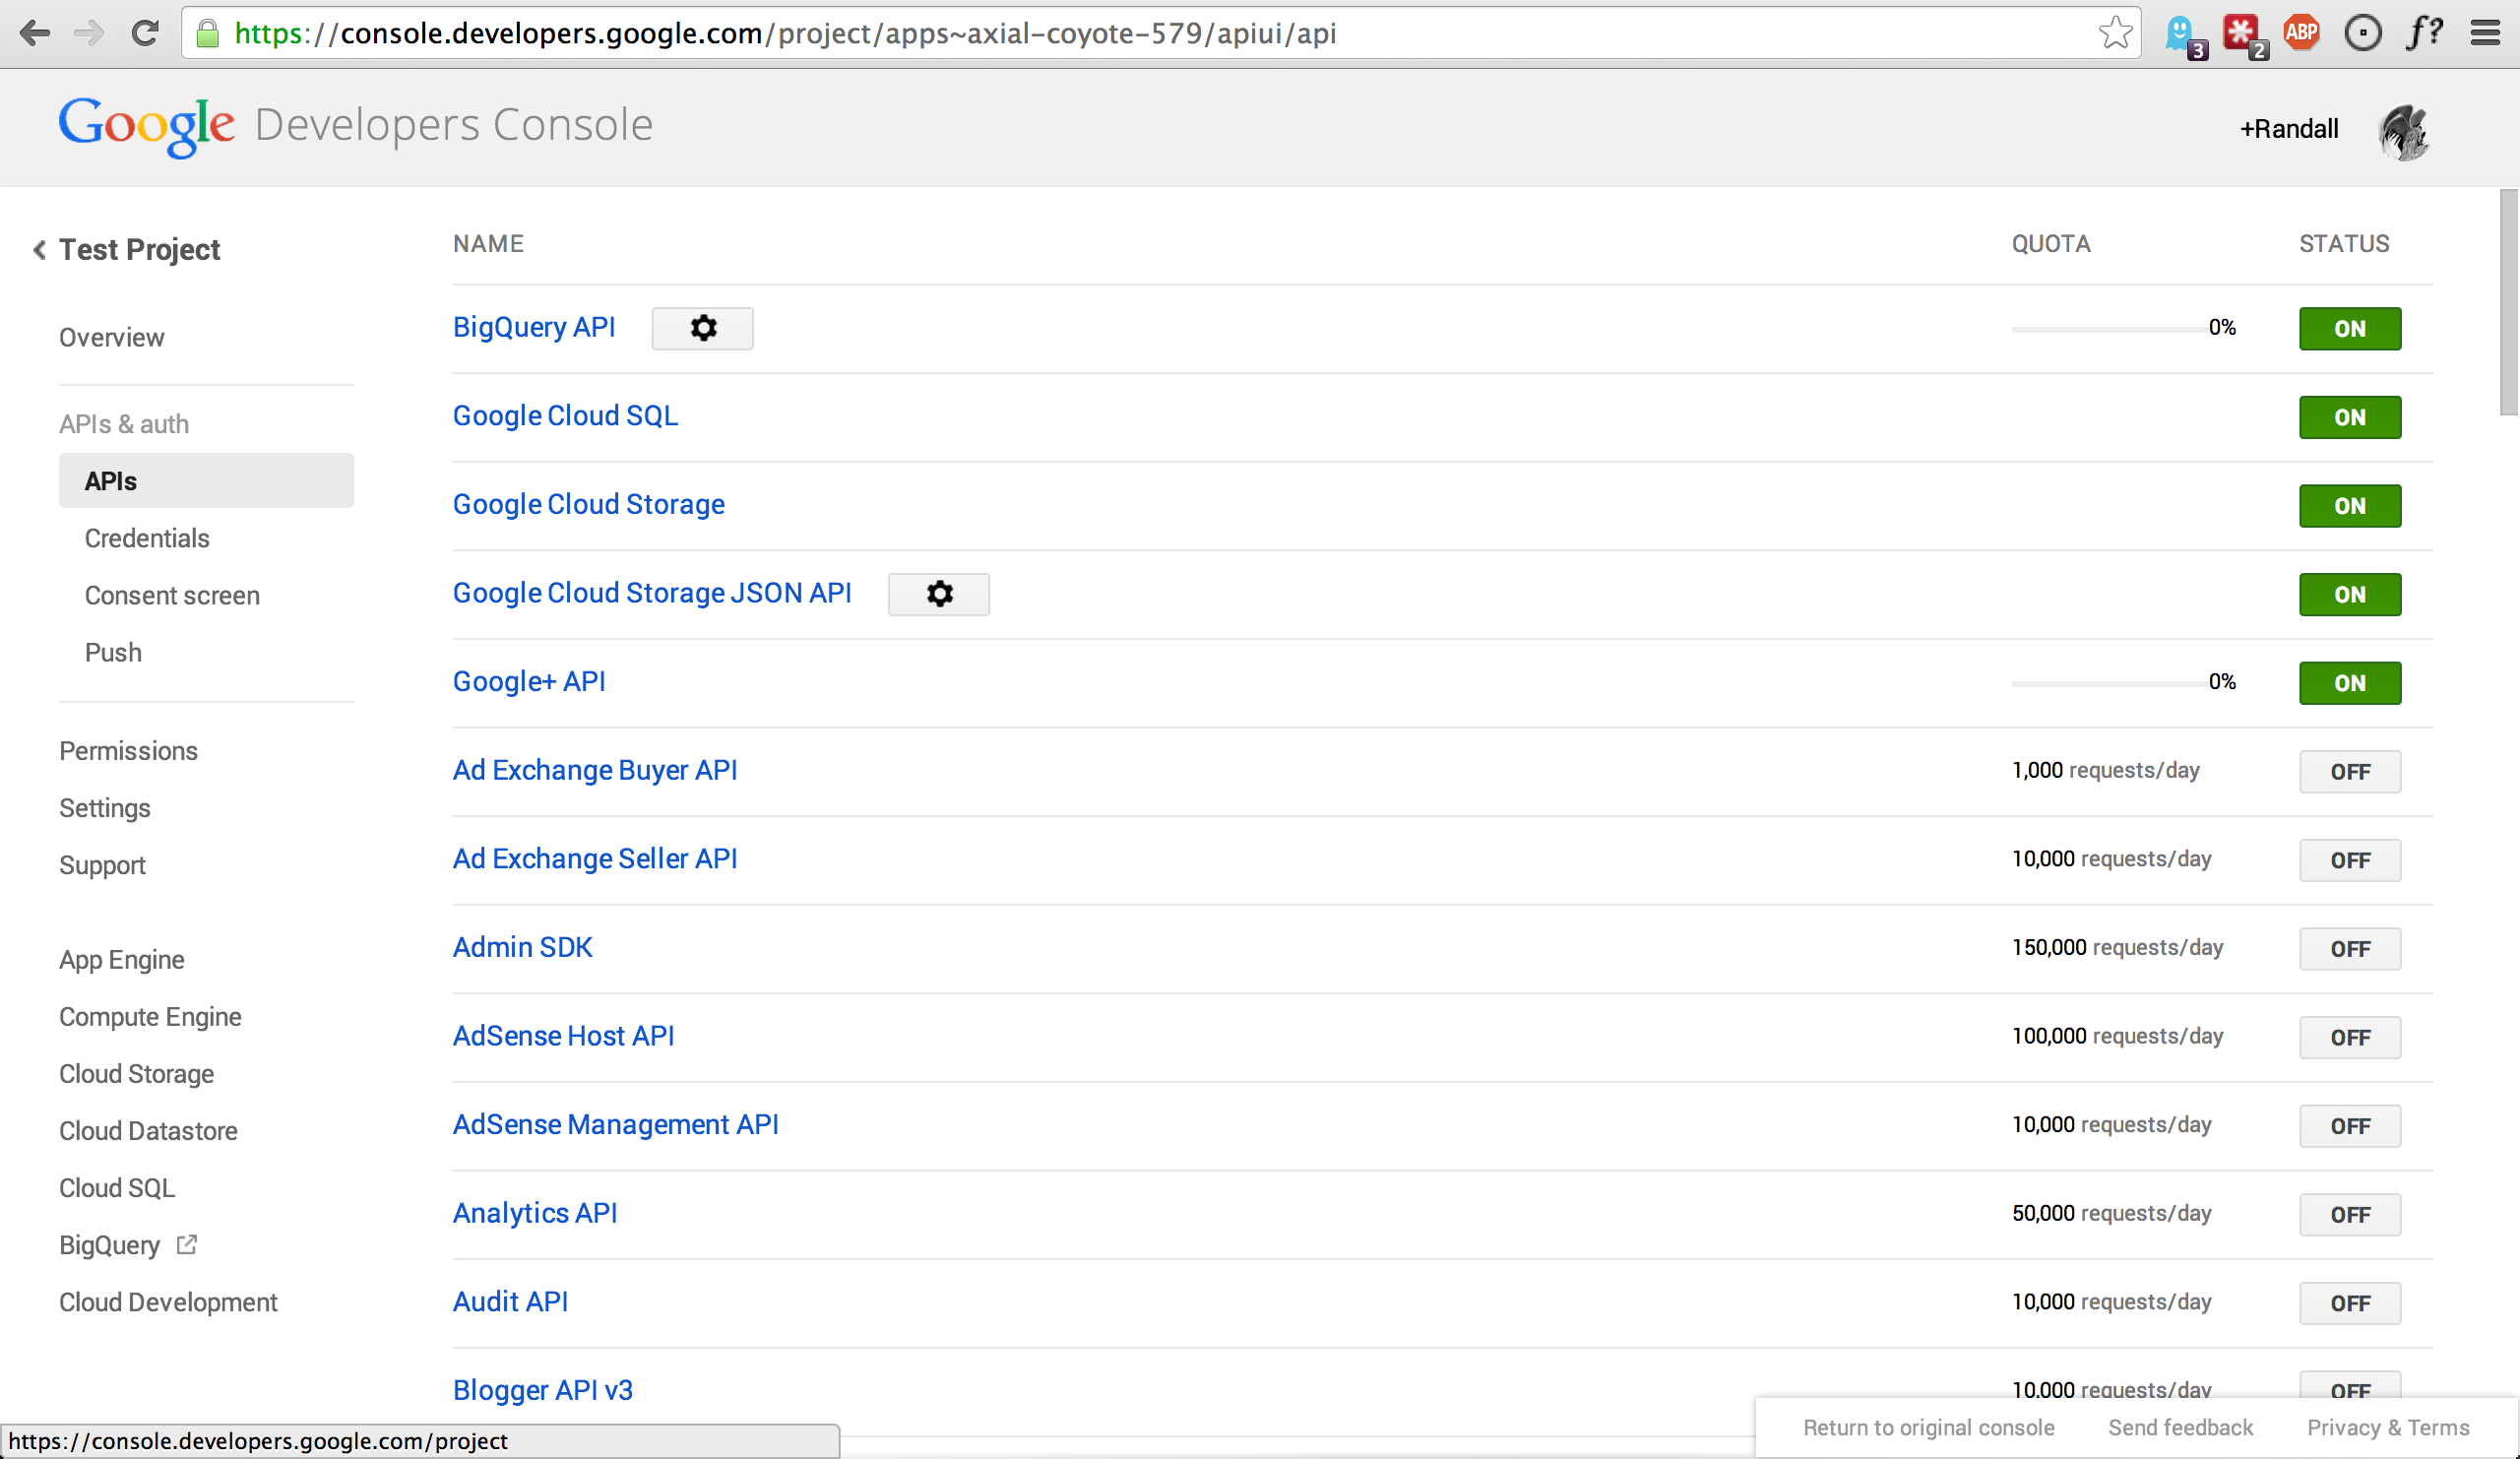 https://console.developers.google.com/project/apps~axial-coyote-579/apiui/api
3
2
ABP
f?
Google Developers Console
+Randall
Test Project
Overview
APIs & auth
APIs
Credentials
Consent screen
Push
Permissions
Settings
Support
App Engine
Compute Engine
Cloud Storage
Cloud Datastore
Cloud SQL
BigQuery
Cloud Development
NAME QUOTA STATUS
BigQuery API 0% ON
Google Cloud SQL ON
Google Cloud Storage ON
Google Cloud Storage JSON API ON
Google+ API 0% ON
Ad Exchange Buyer API 1,000 requests/day OFF
Ad Exchange Seller API 10,000 requests/day OFF
Admin SDK 150,000 requests/day OFF
AdSense Host API 100,000 requests/day OFF
AdSense Management API 10,000 requests/day OFF
Analytics API 50,000 requests/day OFF
Audit API 10,000 requests/day OFF
Blogger API v3 10,000 requests/day OFF
Return to original console Send feedback Privacy & Terms
https://console.developers.google.com/project